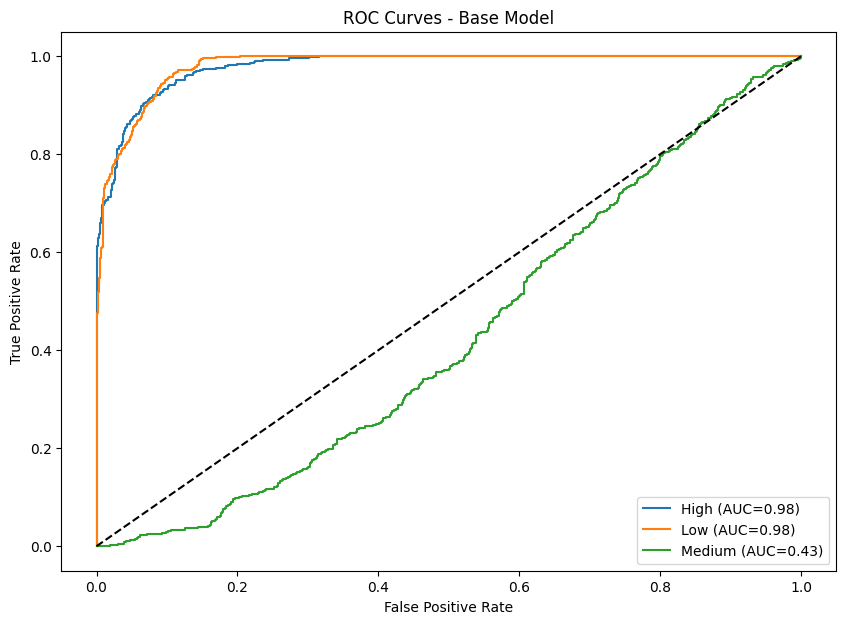 ROC Curves - Base Model
True Positive Rate
1.0
0.8
0.6
0.4
0.2
0.0
0.0 0.2 0.4 0.6 0.8 1.0
False Positive Rate
High (AUC=0.98)
Low (AUC=0.98)
Medium (AUC=0.43)